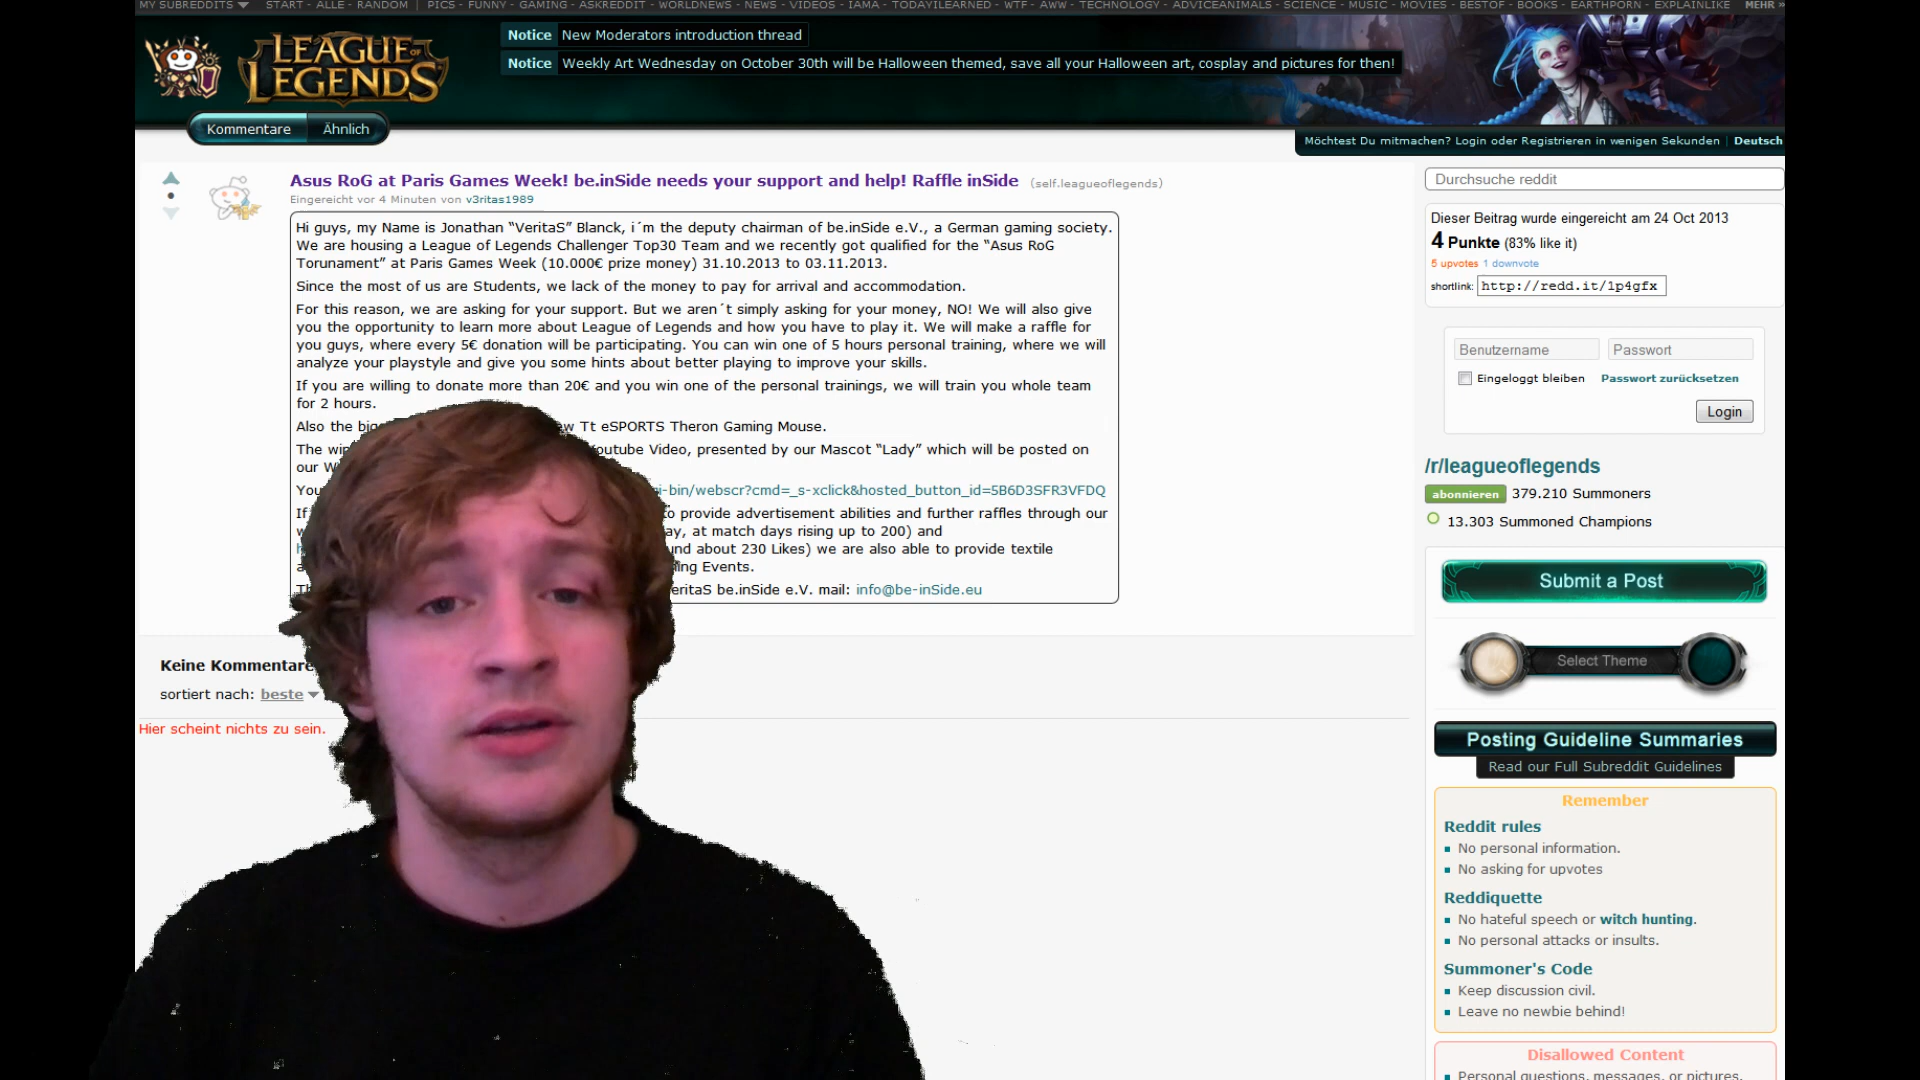 MY SUBREDDITS START - ALLE - RANDOM | PICS - FUNNY - GAMING - ASKREDDIT - WORLDNEWS - NEWS - VIDEOS - IAMA - TODAYILEARNED - WTF - AWW - TECHNOLOGY - ADVICEANIMALS - SCIENCE - MUSIC - MOVIES - BESTOF - BOOKS - EARTHPORN - EXPLAINLIKE MEHR »
LEAGUE OF LEGENDS
Notice New Moderators introduction thread
Notice Weekly Art Wednesday on October 30th will be Halloween themed, save all your Halloween art, cosplay and pictures for then!
Kommentare Ähnlich
Möchtest Du mitmachen? Login oder Registrieren in wenigen Sekunden | Deutsch
Asus RoG at Paris Games Week! be.inSide needs your support and help! Raffle inSide (self.leagueoflegends)
Eingereicht vor 4 Minuten von v3ritas1989
Hi guys, my Name is Jonathan “VeritaS” Blanck, i´m the deputy chairman of be.inSide e.V., a German gaming society.
We are housing a League of Legends Challenger Top30 Team and we recently got qualified for the “Asus RoG
Torunament” at Paris Games Week (10.000€ prize money) 31.10.2013 to 03.11.2013.
Since the most of us are Students, we lack of the money to pay for arrival and accommodation.
For this reason, we are asking for your support. But we aren´t simply asking for your money, NO! We will also give
you the opportunity to learn more about League of Legends and how you have to play it. We will make a raffle for
you guys, where every 5€ donation will be participating. You can win one of 5 hours personal training, where we will
analyze your playstyle and give you some hints about better playing to improve your skills.
If you are willing to donate more than 20€ and you win one of the personal trainings, we will train you whole team
for 2 hours.
Also the Tt eSPORTS Theron Gaming Mouse.
The Video, presented by our Mascot “Lady” which will be posted on
our
bin/webscr?cmd=_s-xclick&hosted_button_id=5B6D3SFR3VFDQ
If to provide advertisement abilities and further raffles through our
at match days rising up to 200) and
about 230 Likes) we are also able to provide textile
Events.
be.inSide e.V. mail: info@be-inSide.eu
Keine Kommentare
sortiert nach: beste
Hier scheint nichts zu sein.
Durchsuche reddit
Dieser Beitrag wurde eingereicht am 24 Oct 2013
4 Punkte (83% like it)
5 upvotes 1 downvote
shortlink: http://redd.it/1p4gfx
Benutzername Passwort
Eingeloggt bleiben Passwort zurücksetzen
Login
/r/leagueoflegends
abonnieren 379.210 Summoners
13.303 Summoned Champions
Submit a Post
Select Theme
Posting Guideline Summaries
Read our Full Subreddit Guidelines
Remember
Reddit rules
No personal information.
No asking for upvotes
Reddiquette
No hateful speech or witch hunting.
No personal attacks or insults.
Summoner's Code
Keep discussion civil.
Leave no newbie behind!
Disallowed Content
Personal questions, messages, or pictures.